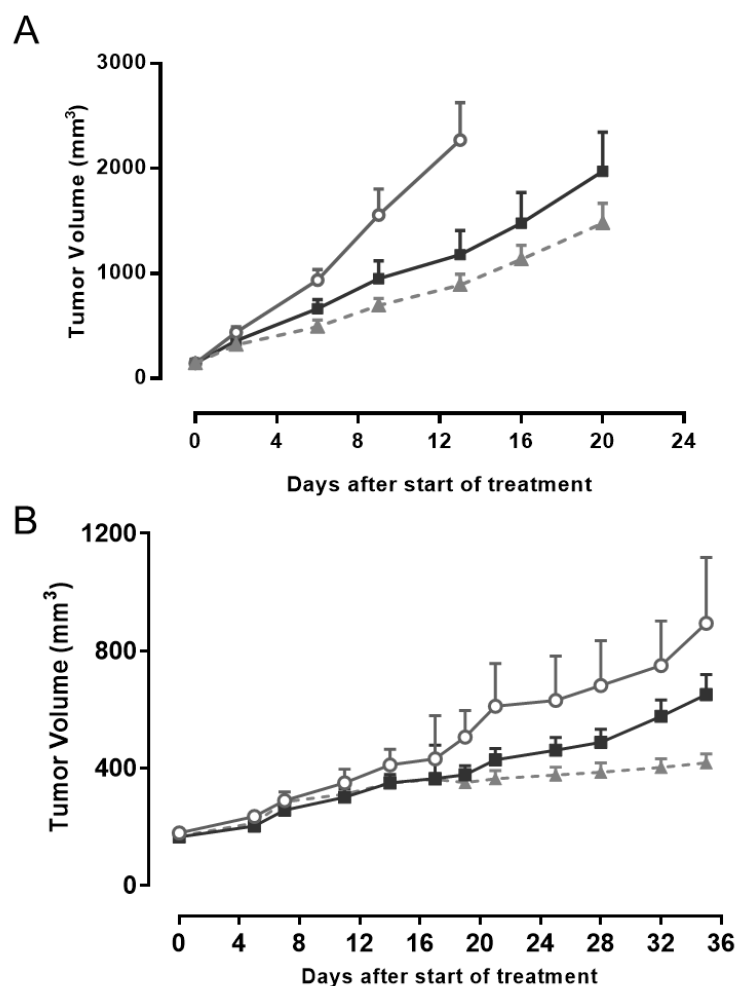 A
3000
2000
1000
0
Tumor Volume (mm³)
0 4 8 12 16 20 24
Days after start of treatment
B
1200
800
400
0
Tumor Volume (mm³)
0 4 8 12 16 20 24 28 32 36
Days after start of treatment